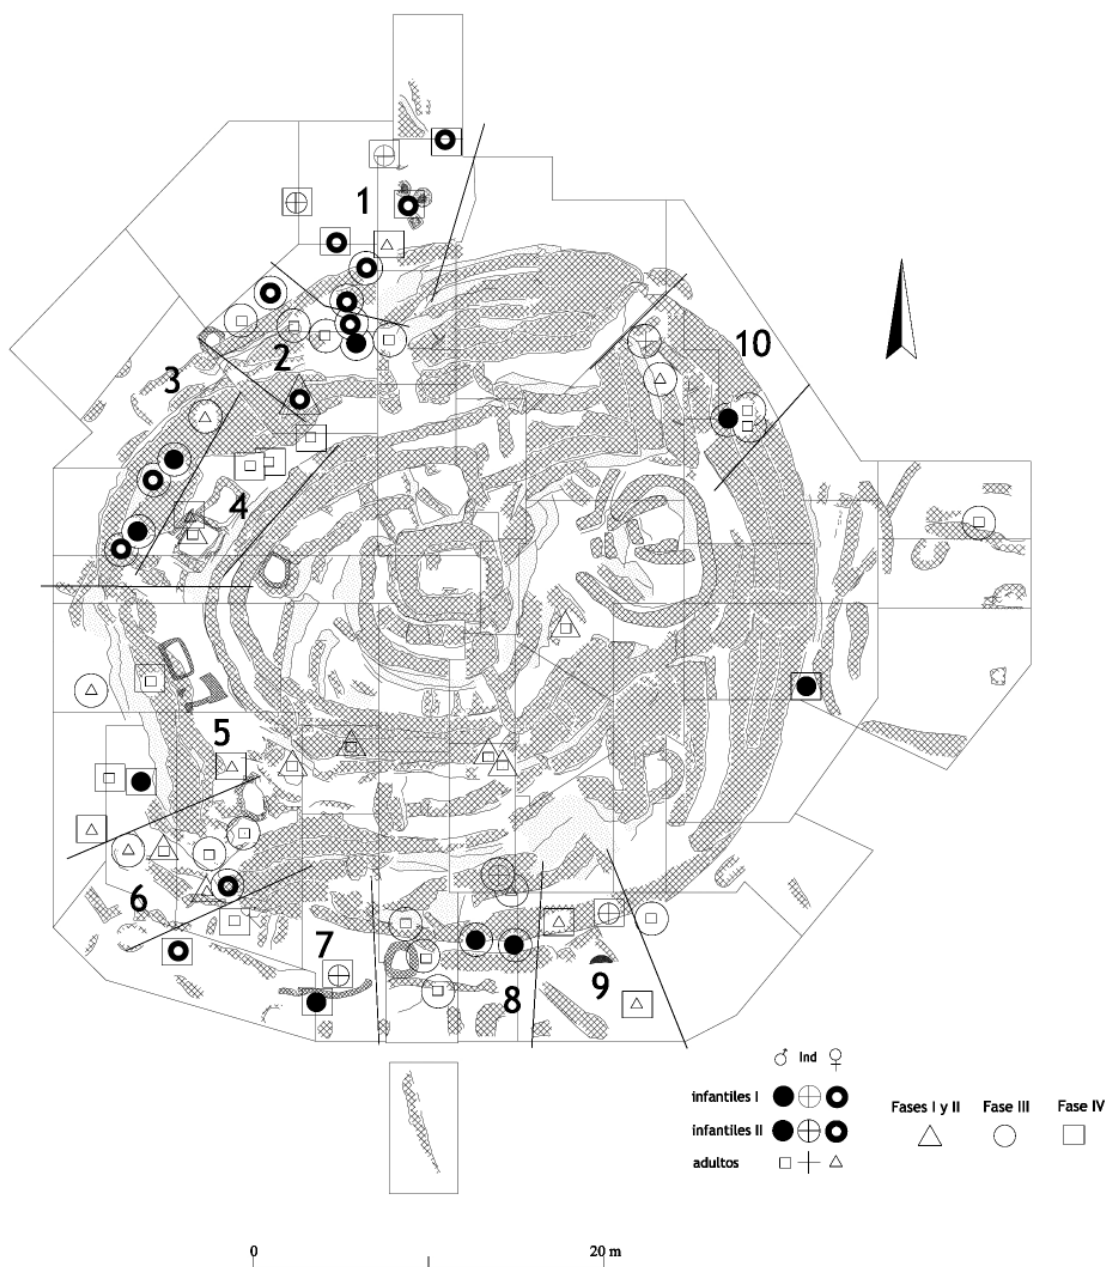 1
2
3
10
4
5
6
7
8
9
♂ Ind ♀
infantiles I
infantiles II
adultos
Fases I y II Fase III Fase IV
0 20 m